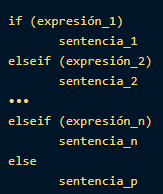 if (expresión_1)
sentencia_1
elseif (expresión_2)
sentencia_2
•••
elseif (expresión_n)
sentencia_n
else
sentencia_p